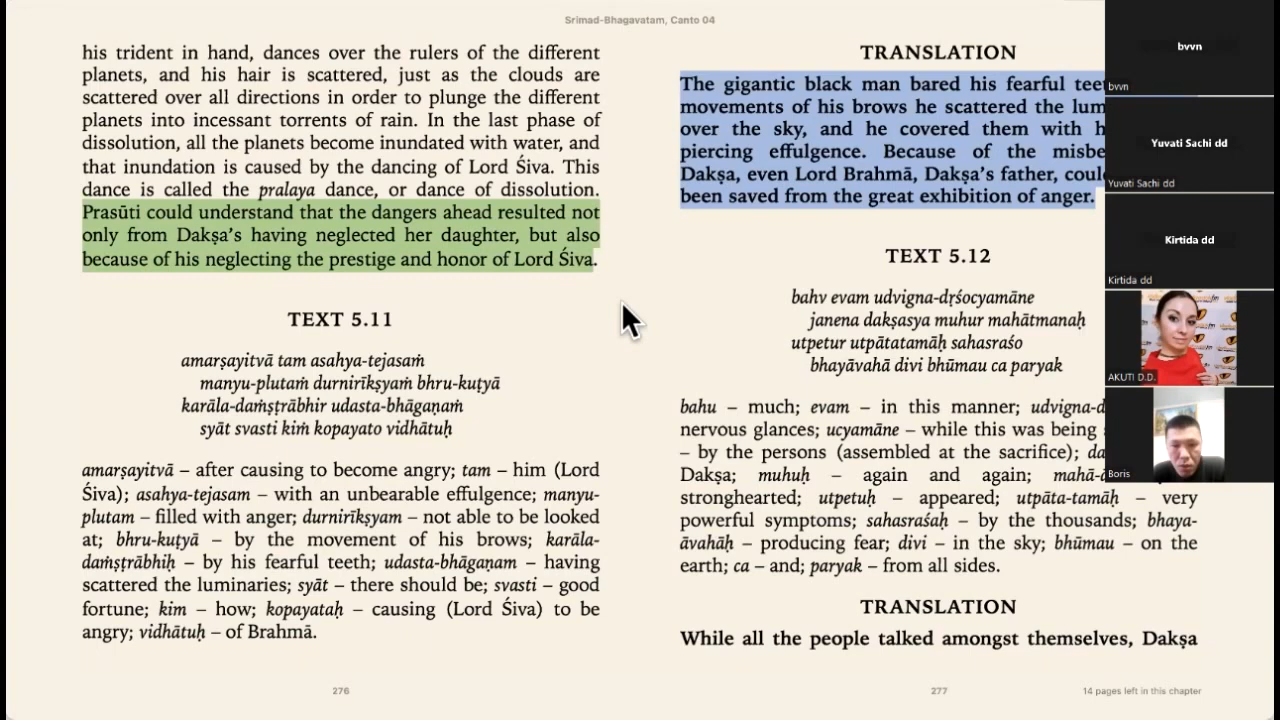 Srimad-Bhagavatam, Canto 04
his trident in hand, dances over the rulers of the different
planets, and his hair is scattered, just as the clouds are
scattered over all directions in order to plunge the different
planets into incessant torrents of rain. In the last phase of
dissolution, all the planets become inundated with water, and
that inundation is caused by the dancing of Lord Śiva. This
dance is called the pralaya dance, or dance of dissolution.
Prasūti could understand that the dangers ahead resulted not
only from Dakṣa’s having neglected her daughter, but also
because of his neglecting the prestige and honor of Lord Śiva.
TEXT 5.11
amarṣayitvā tam asahya-tejasaṁ
manyu-plutaṁ durnirīkṣyaṁ bhru-kuṭyā
karāla-daṁṣṭrābhir udasta-bhāgaṇaṁ
syāt svasti kiṁ kopayato vidhātuḥ
amarṣayitvā – after causing to become angry; tam – him (Lord
Śiva); asahya-tejasam – with an unbearable effulgence; manyu-
plutam – filled with anger; durnirīkṣyam – not able to be looked
at; bhru-kuṭyā – by the movement of his brows; karāla-
daṁṣṭrābhiḥ – by his fearful teeth; udasta-bhāgaṇam – having
scattered the luminaries; syāt – there should be; svasti – good
fortune; kim – how; kopayataḥ – causing (Lord Śiva) to be
angry; vidhātuḥ – of Brahmā.
276
TRANSLATION
The gigantic black man bared his fearful
movements of his brows he scattered the
over the sky, and he covered them with
piercing effulgence. Because of the
Dakṣa, even Lord Brahmā, Dakṣa’s father,
been saved from the great exhibition of anger.
TEXT 5.12
bahv evam udvigna-dṛśocyamāne
janena dakṣasya muhur mahātmanaḥ
utpetur utpātatamāḥ sahasraśo
bhayāvahā divi bhūmau ca paryak
bahu – much; evam – in this manner;
nervous glances; ucyamāne – while this was being
– by the persons (assembled at the sacrifice);
Dakṣa; muhuḥ – again and again;
stronghearted; utpetuḥ – appeared; utpāta-tamāḥ – very
powerful symptoms; sahasraśaḥ – by the thousands; bhaya-
āvahāḥ – producing fear; divi – in the sky; bhūmau – on the
earth; ca – and; paryak – from all sides.
TRANSLATION
While all the people talked amongst themselves, Dakṣa
277
14 pages left in this chapter
bvvn
bvvn
Yuvati Sachi dd
Yuvati Sachi dd
Kirtida dd
Kirtida dd
AKUTI D.D.
Boris